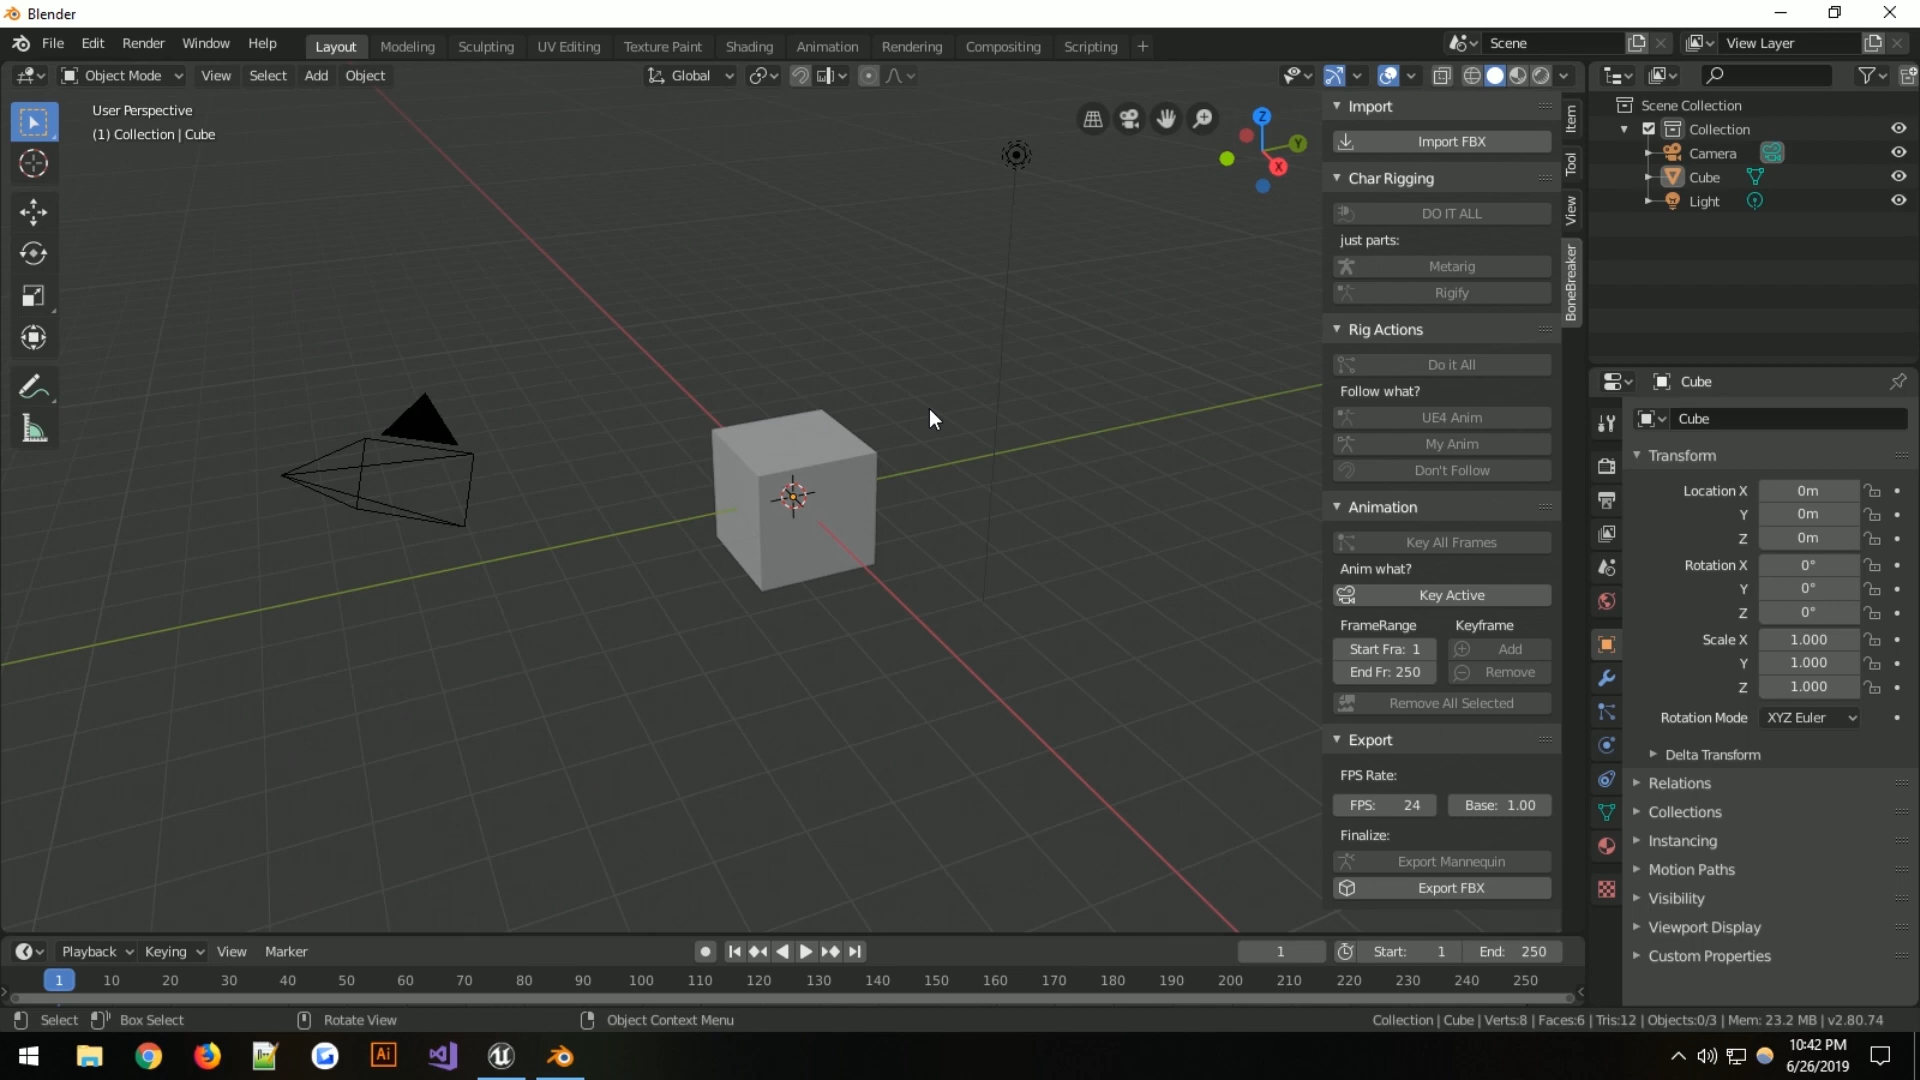 Blender
File Edit Render Window Help Layout Modeling Sculpting UV Editing Texture Paint Shading Animation Rendering Compositing Scripting + Scene View Layer
Object Mode View Select Add Object Global
User Perspective
(1) Collection | Cube
Z
Y
X
Import
Import FBX
Char Rigging
DO IT ALL
just parts:
Metarig
Rigify
Rig Actions
Do it All
Follow what?
UE4 Anim
My Anim
Don't Follow
Animation
Key All Frames
Anim what?
Key Active
FrameRange Keyframe
Start Fra: 1 Add
End Fr: 250 Remove
Remove All Selected
Export
FPS Rate:
FPS: 24 Base: 1.00
Finalize:
Export Mannequin
Export FBX
Item
Tool
View
BoneBreaker
Scene Collection
Collection
Camera
Cube
Light
Cube
Cube
Transform
Location X 0m
Y 0m
Z 0m
Rotation X 0°
Y 0°
Z 0°
Scale X 1.000
Y 1.000
Z 1.000
Rotation Mode XYZ Euler
Delta Transform
Relations
Collections
Instancing
Motion Paths
Visibility
Viewport Display
Custom Properties
Playback Keying View Marker 1 Start: 1 End: 250
1 10 20 30 40 50 60 70 80 90 100 110 120 130 140 150 160 170 180 190 200 210 220 230 240 250
Select Box Select Rotate View Object Context Menu Collection | Cube | Verts:8 | Faces:6 | Tris:12 | Objects:0/3 | Mem: 23.2 MB | v2.80.74
Ai
10:42 PM
6/26/2019